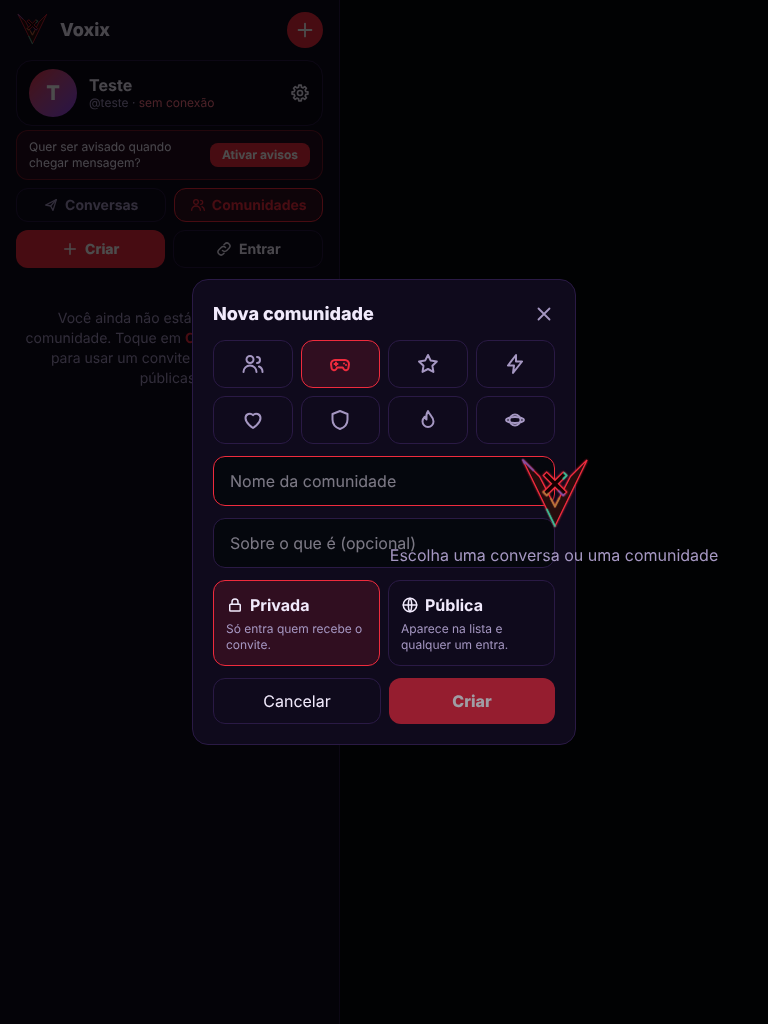 Voxix
T
Teste
@teste · sem conexão
Quer ser avisado quando
chegar mensagem?
Ativar avisos
Conversas
Comunidades
Criar
Entrar
Você ainda não está
comunidade. Toque em
para usar um convite
públicas
Nova comunidade
Nome da comunidade
Sobre o que é (opcional)
Escolha uma conversa ou uma comunidade
Privada
Só entra quem recebe o
convite.
Pública
Aparece na lista e
qualquer um entra.
Cancelar
Criar